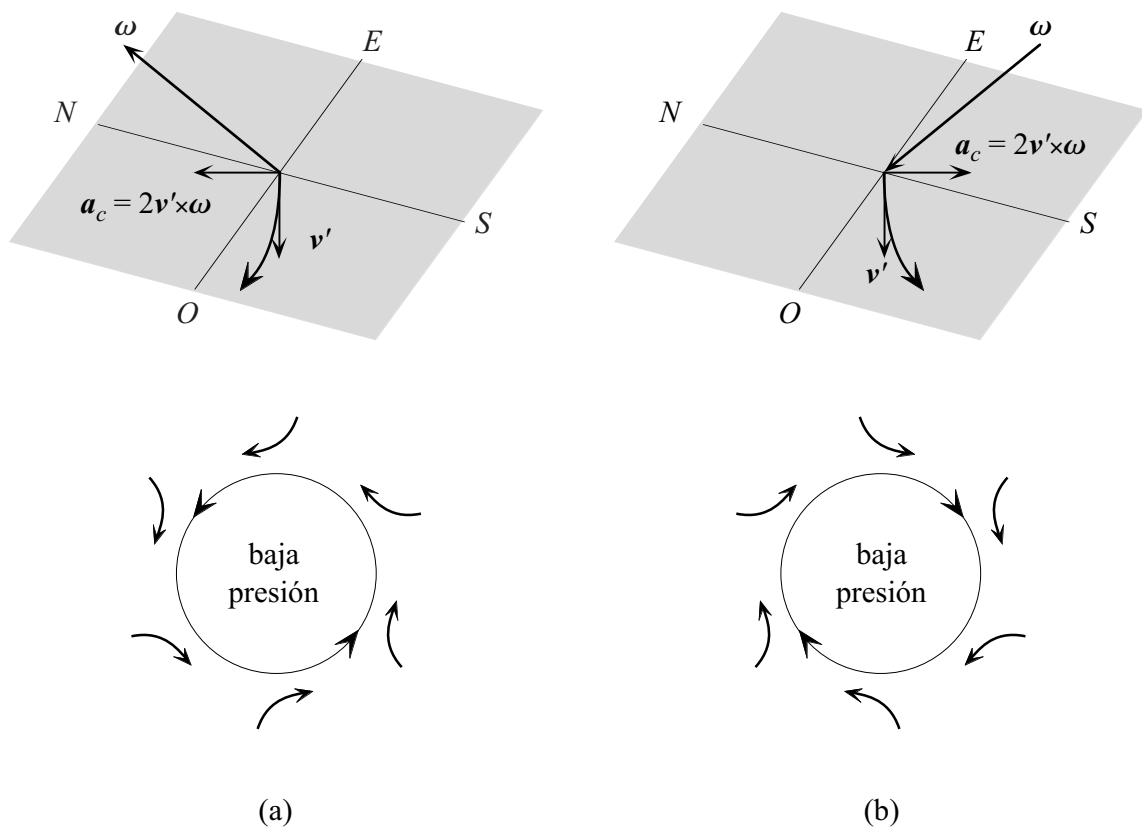 ω
E
N
a_c = 2v'×ω
v'
S
O
ω
E
N
a_c = 2v'×ω
S
v'
O
baja
presión
baja
presión
(a)
(b)